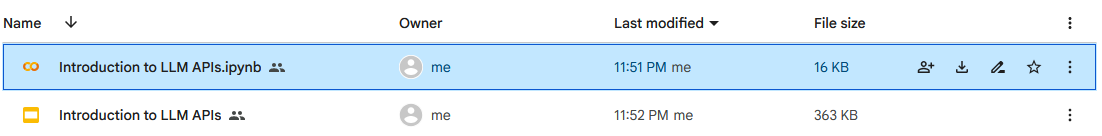 Name Owner Last modified File size
Introduction to LLM APIs.ipynb me 11:51 PM me 16 KB
Introduction to LLM APIs me 11:52 PM me 363 KB